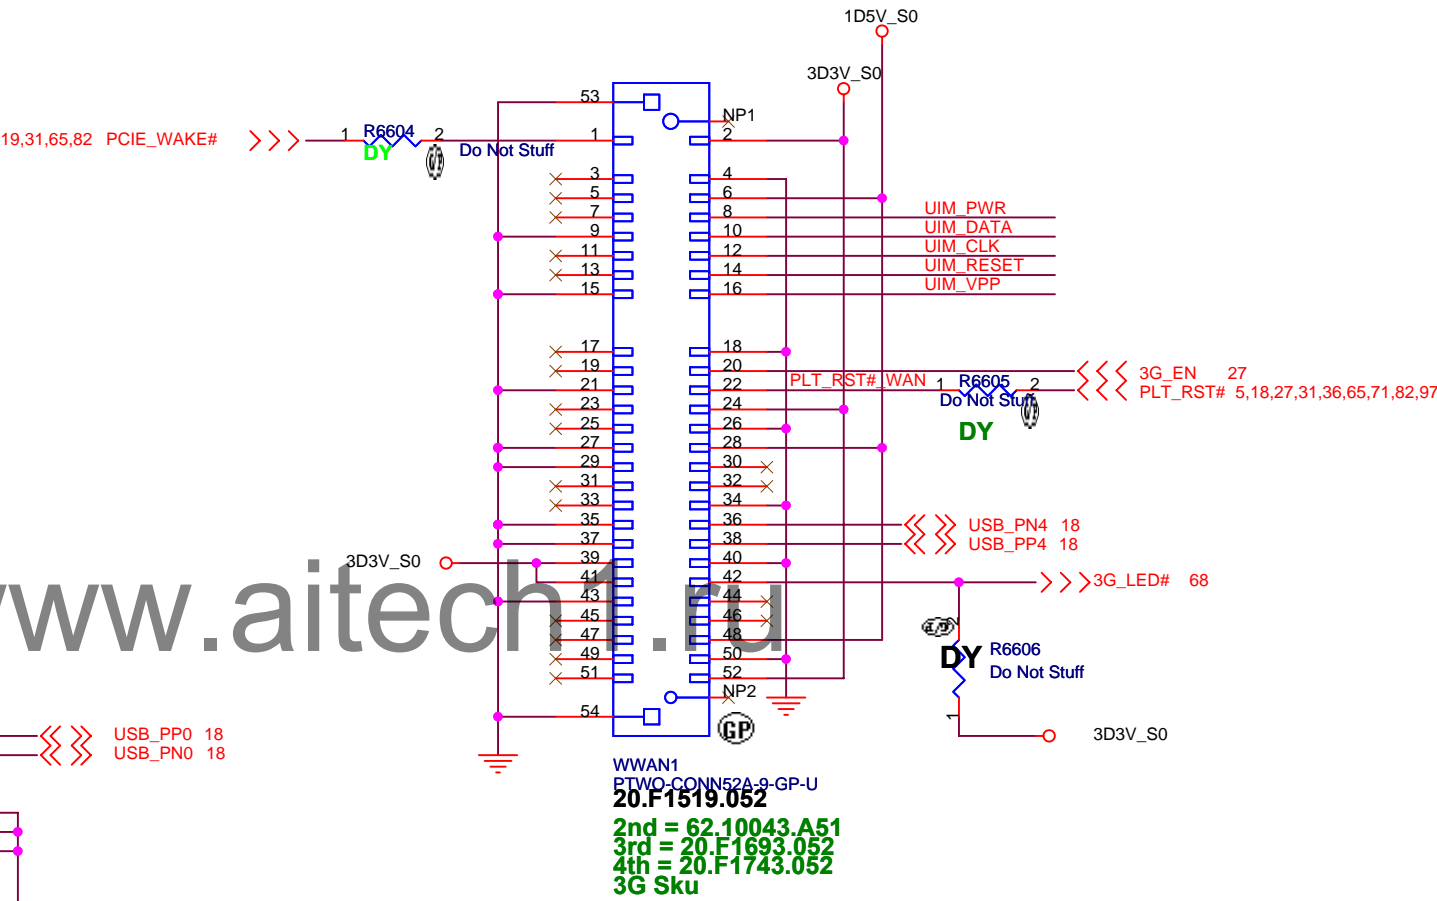 1D5V_S0
3D3V_S0
53
NP1
19,31,65,82 PCIE_WAKE#
1 R6604 2
DY
Do Not Stuff
1 2
3 4
5 6
7 8 UIM_PWR
9 10 UIM_DATA
11 12 UIM_CLK
13 14 UIM_RESET
15 16 UIM_VPP
17 18
19 20 3G_EN 27
21 22 PLT_RST#_WAN 1 R6605 2 PLT_RST# 5,18,27,31,36,65,71,82,97
Do Not Stuff
DY
23 24
25 26
27 28
29 30
31 32
33 34
35 36 USB_PN4 18
37 38 USB_PP4 18
3D3V_S0 39 40
41 42 3G_LED# 68
43 44
45 46
47 48
49 50
51 52
2
DY R6606
Do Not Stuff
1
3D3V_S0
NP2
54
GP
www.aitech1.ru
USB_PP0 18
USB_PN0 18
WWAN1
PTWO-CONN52A-9-GP-U
20.F1519.052
2nd = 62.10043.A51
3rd = 20.F1693.052
4th = 20.F1743.052
3G Sku